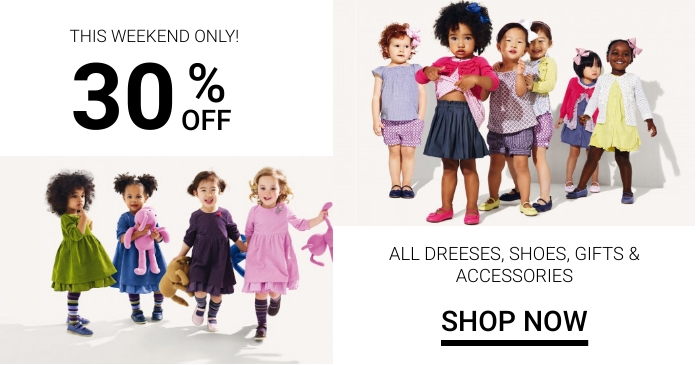 THIS WEEKEND ONLY!
30 % OFF
ALL DREESES, SHOES, GIFTS &
ACCESSORIES
SHOP NOW